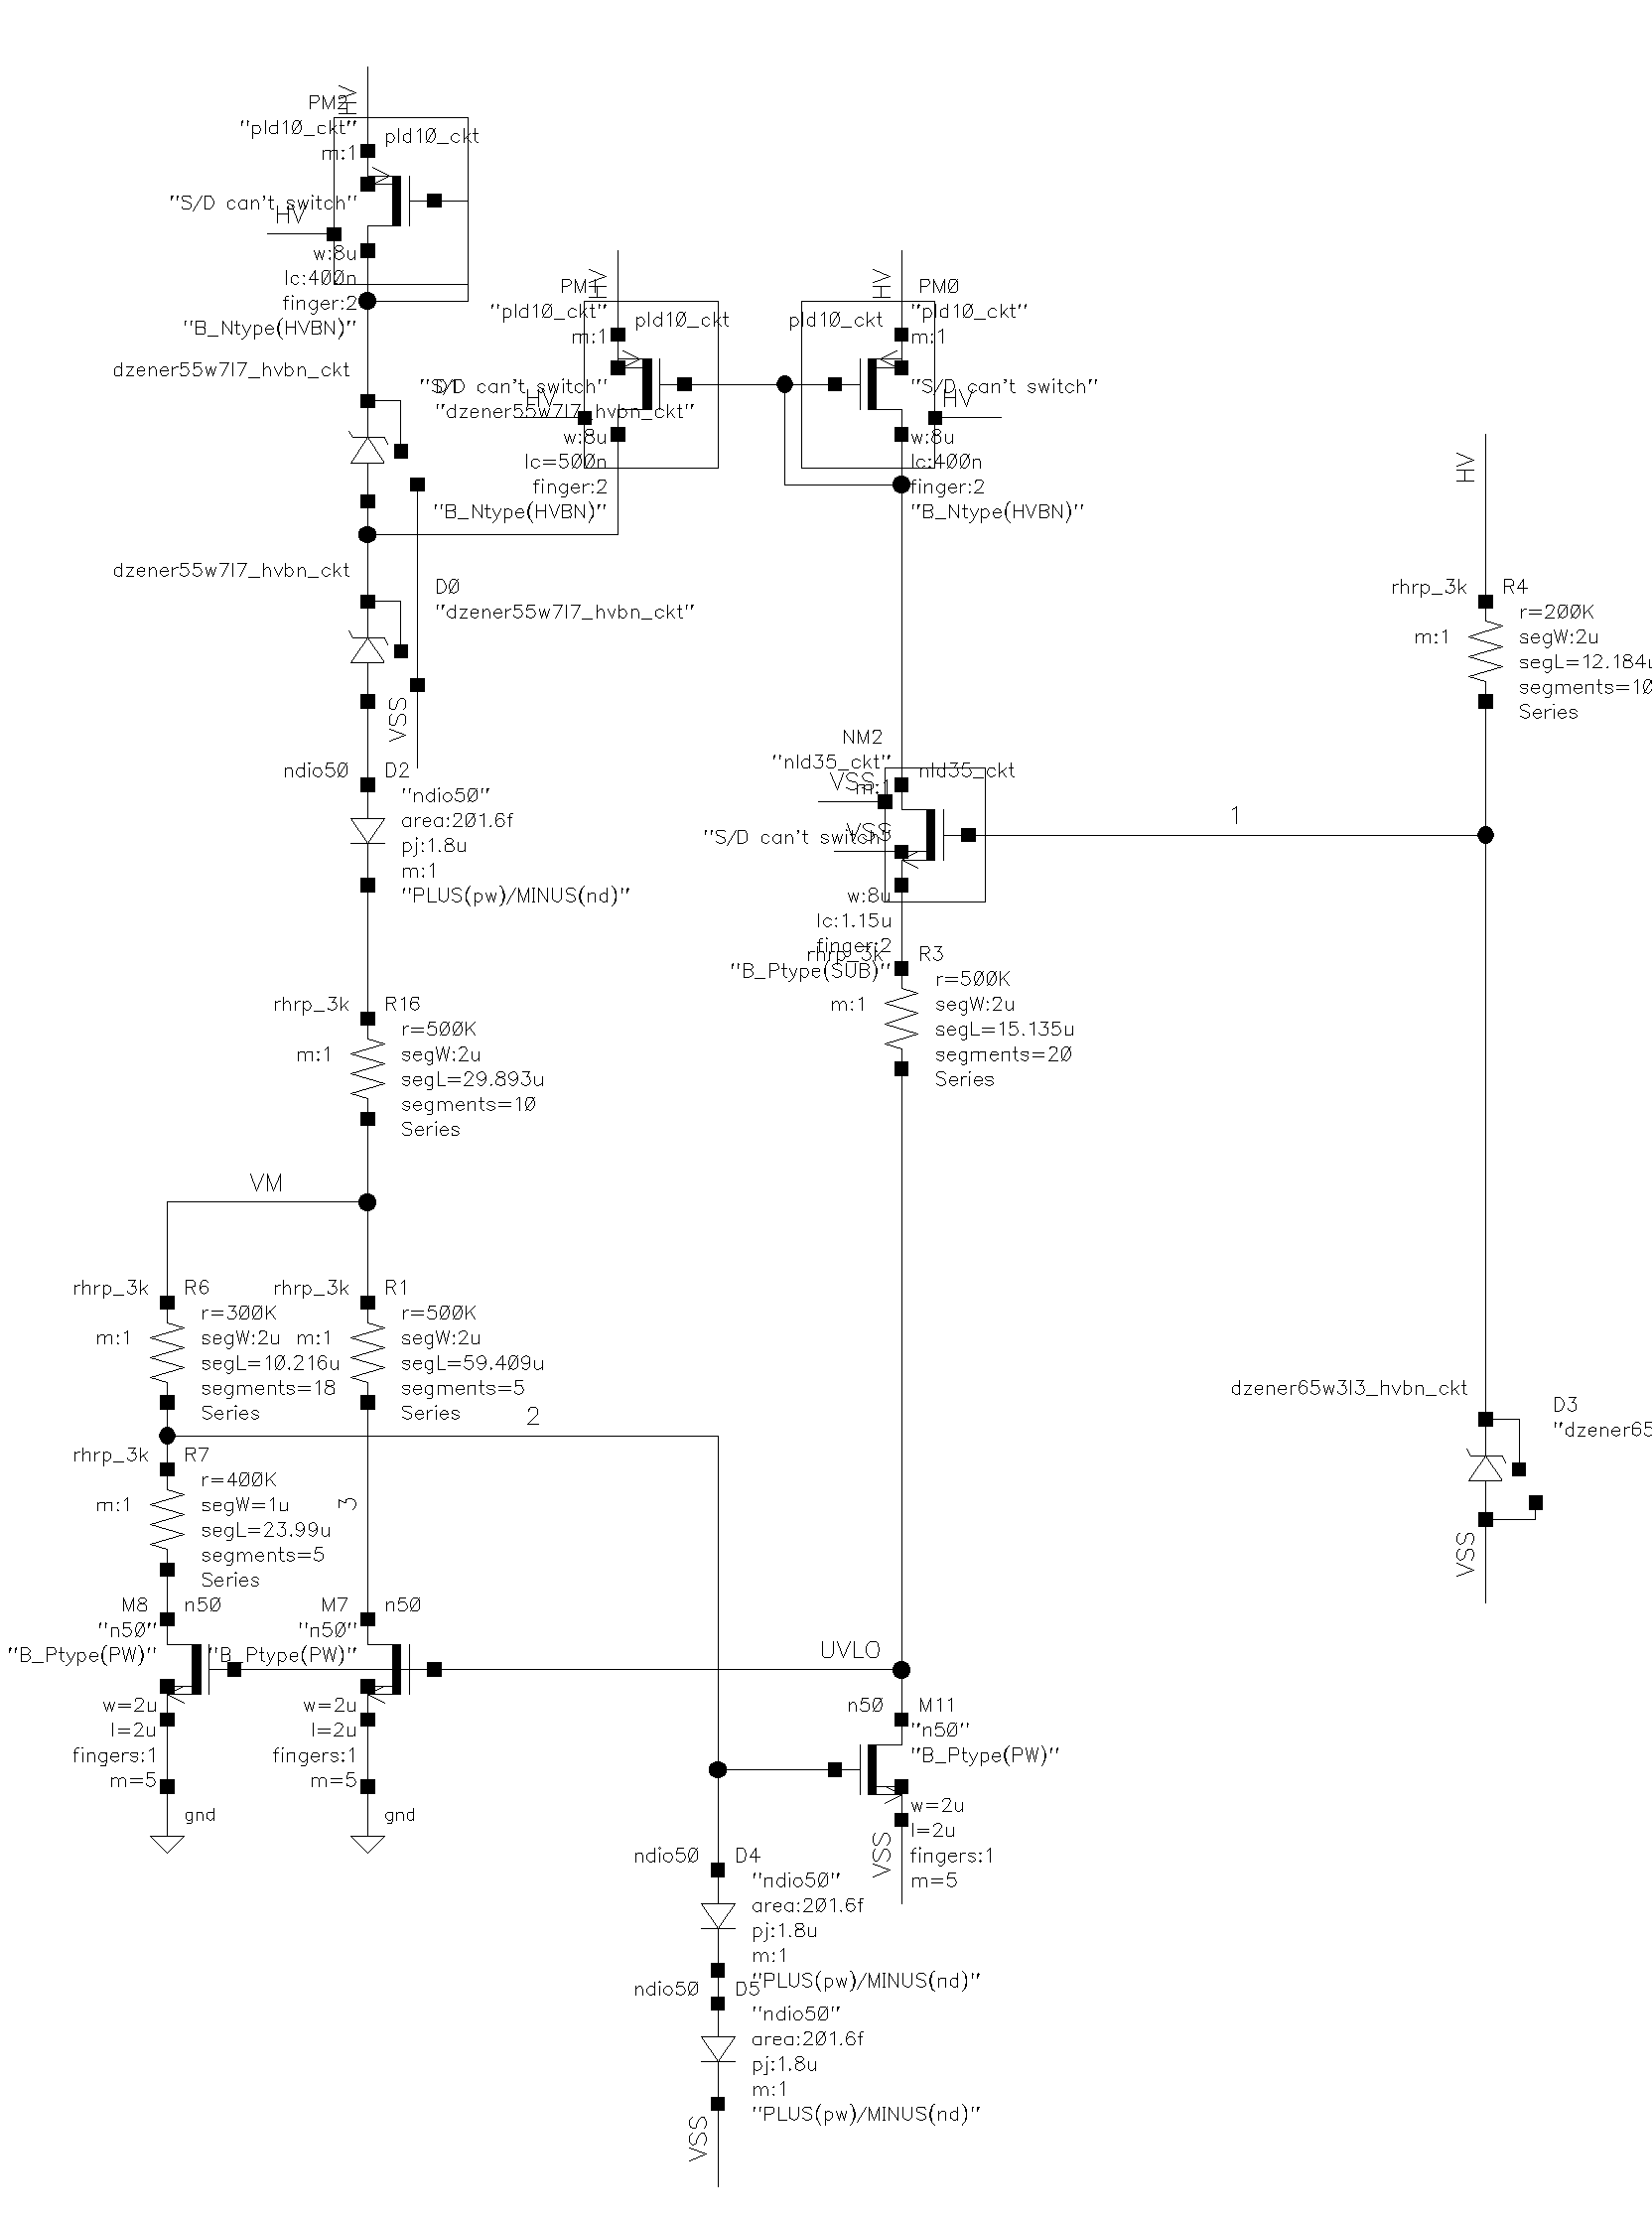 HV
PM2
"pld10_ckt"
pld10_ckt
m:1
"S/D can't switch"
HV
w:8u
lc:400n
finger:2
"B_Ntype(HVBN)"
HV
PM1
"pld10_ckt"
pld10_ckt
m:1
"S/D can't switch"
HV
w:8u
lc=500n
finger:2
"B_Ntype(HVBN)"
HV
PM0
"pld10_ckt"
pld10_ckt
m:1
"S/D can't switch"
HV
w:8u
lc:400n
finger:2
"B_Ntype(HVBN)"
dzener55w7l7_hvbn_ckt
D1
"dzener55w7l7_hvbn_ckt"
dzener55w7l7_hvbn_ckt
D0
"dzener55w7l7_hvbn_ckt"
VSS
HV
rhrp_3k R4
r=200K
m:1
segW:2u
segL=12.184u
segments=10
Series
ndio50 D2
"ndio50"
area:201.6f
pj:1.8u
m:1
"PLUS(pw)/MINUS(nd)"
NM2
"nld35_ckt"
nld35_ckt
VSS
m:1
VSS
"S/D can't switch"
w:8u
lc:1.15u
finger:2
"B_Ptype(SUB)"
1
rhrp_3k R3
r=500K
m:1
segW:2u
segL=15.135u
segments=20
Series
rhrp_3k R16
r=500K
m:1
segW:2u
segL=29.893u
segments=10
Series
VM
rhrp_3k R6
r=300K
m:1
segW:2u
segL=10.216u
segments=18
Series
rhrp_3k R1
r=500K
m:1
segW:2u
segL=59.409u
segments=5
Series
2
rhrp_3k R7
r=400K
m:1
segW=1u
segL=23.99u
segments=5
Series
3
dzener65w3l3_hvbn_ckt
D3
"dzener65
VSS
M8 n50
"n50"
"B_Ptype(PW)"
w=2u
l=2u
fingers:1
m=5
gnd
M7 n50
"n50"
"B_Ptype(PW)"
w=2u
l=2u
fingers:1
m=5
gnd
UVLO
n50 M11
"n50"
"B_Ptype(PW)"
w=2u
l=2u
fingers:1
m=5
VSS
ndio50 D4
"ndio50"
area:201.6f
pj:1.8u
m:1
"PLUS(pw)/MINUS(nd)"
ndio50 D5
"ndio50"
area:201.6f
pj:1.8u
m:1
"PLUS(pw)/MINUS(nd)"
VSS